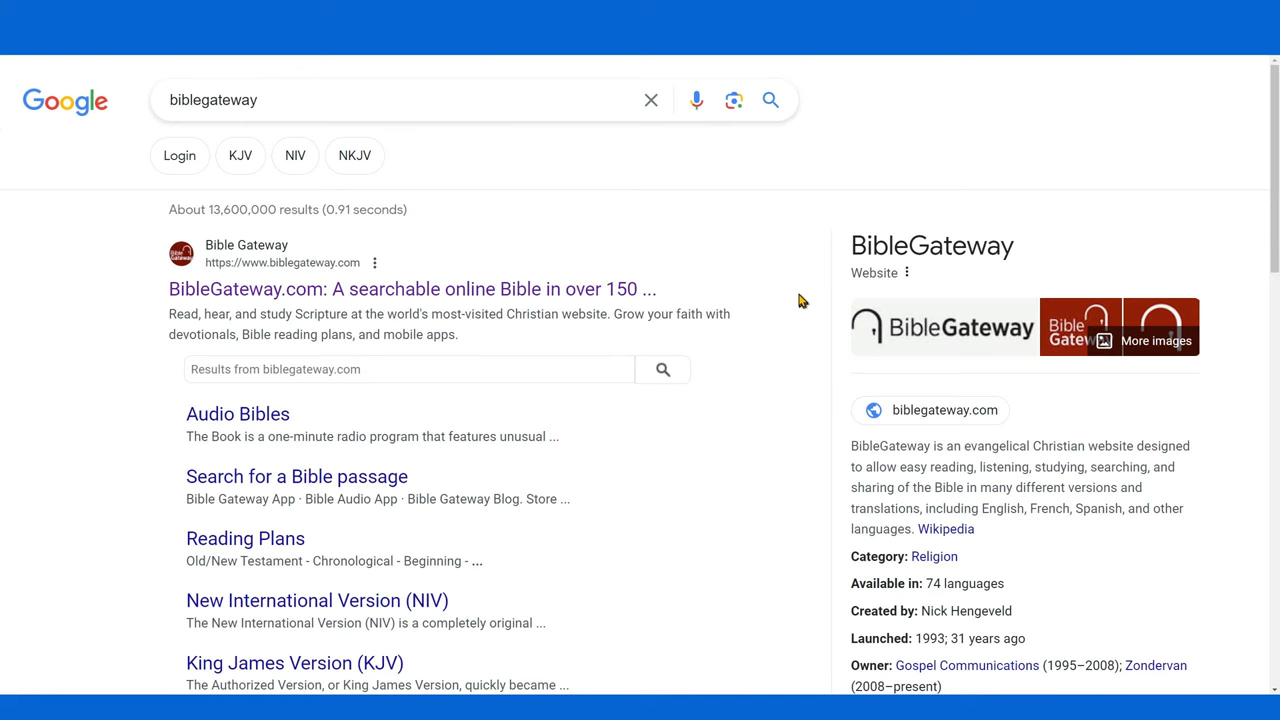 Google
biblegateway
Login KJV NIV NKJV
About 13,600,000 results (0.91 seconds)
Bible Gateway
https://www.biblegateway.com
BibleGateway.com: A searchable online Bible in over 150 ...
Read, hear, and study Scripture at the world's most-visited Christian website. Grow your faith with
devotionals, Bible reading plans, and mobile apps.
Results from biblegateway.com
Audio Bibles
The Book is a one-minute radio program that features unusual ...
Search for a Bible passage
Bible Gateway App · Bible Audio App · Bible Gateway Blog. Store ...
Reading Plans
Old/New Testament - Chronological - Beginning - ...
New International Version (NIV)
The New International Version (NIV) is a completely original ...
King James Version (KJV)
The Authorized Version, or King James Version, quickly became ...
BibleGateway
Website
BibleGateway
Bible
Gatew
More images
biblegateway.com
BibleGateway is an evangelical Christian website designed
to allow easy reading, listening, studying, searching, and
sharing of the Bible in many different versions and
translations, including English, French, Spanish, and other
languages. Wikipedia
Category: Religion
Available in: 74 languages
Created by: Nick Hengeveld
Launched: 1993; 31 years ago
Owner: Gospel Communications (1995–2008); Zondervan
(2008–present)